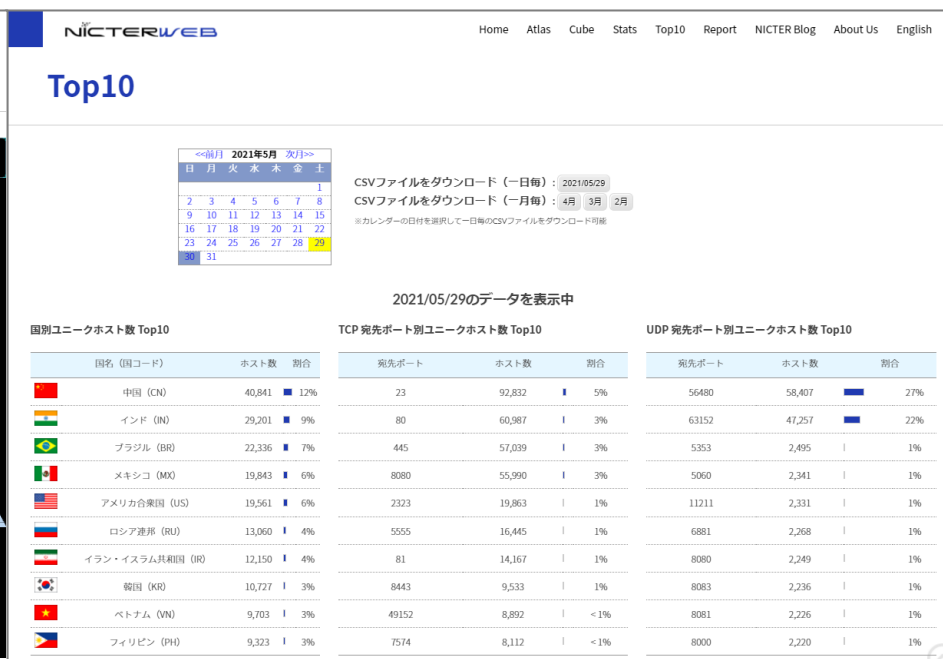 NICTERWEB
Home Atlas Cube Stats Top10 Report NICTER Blog About Us English
Top10
<<前月 2021年5月 次月>>
日 月 火 水 木 金 土
1
2 3 4 5 6 7 8
9 10 11 12 13 14 15
16 17 18 19 20 21 22
23 24 25 26 27 28 29
30 31
CSVファイルをダウンロード（一日毎）: 2021/05/29
CSVファイルをダウンロード（一月毎）: 4月 3月 2月
※カレンダーの日付を選択して一日毎のCSVファイルをダウンロード可能
2021/05/29のデータを表示中
国別ユニークホスト数 Top10
国名（国コード） ホスト数 割合
中国（CN） 40,841 12%
インド（IN） 29,201 9%
ブラジル（BR） 22,336 7%
メキシコ（MX） 19,843 6%
アメリカ合衆国（US） 19,561 6%
ロシア連邦（RU） 13,060 4%
イラン・イスラム共和国（IR） 12,150 4%
韓国（KR） 10,727 3%
ベトナム（VN） 9,703 3%
フィリピン（PH） 9,323 3%
TCP 宛先ポート別ユニークホスト数 Top10
宛先ポート ホスト数 割合
23 92,832 5%
80 60,987 3%
445 57,039 3%
8080 55,990 3%
2323 19,863 1%
5555 16,445 1%
81 14,167 1%
8443 9,533 1%
49152 8,892 <1%
7574 8,112 <1%
UDP 宛先ポート別ユニークホスト数 Top10
宛先ポート ホスト数 割合
56480 58,407 27%
63152 47,257 22%
5353 2,495 1%
5060 2,341 1%
11211 2,331 1%
6881 2,268 1%
8080 2,249 1%
8083 2,236 1%
8081 2,226 1%
8000 2,220 1%